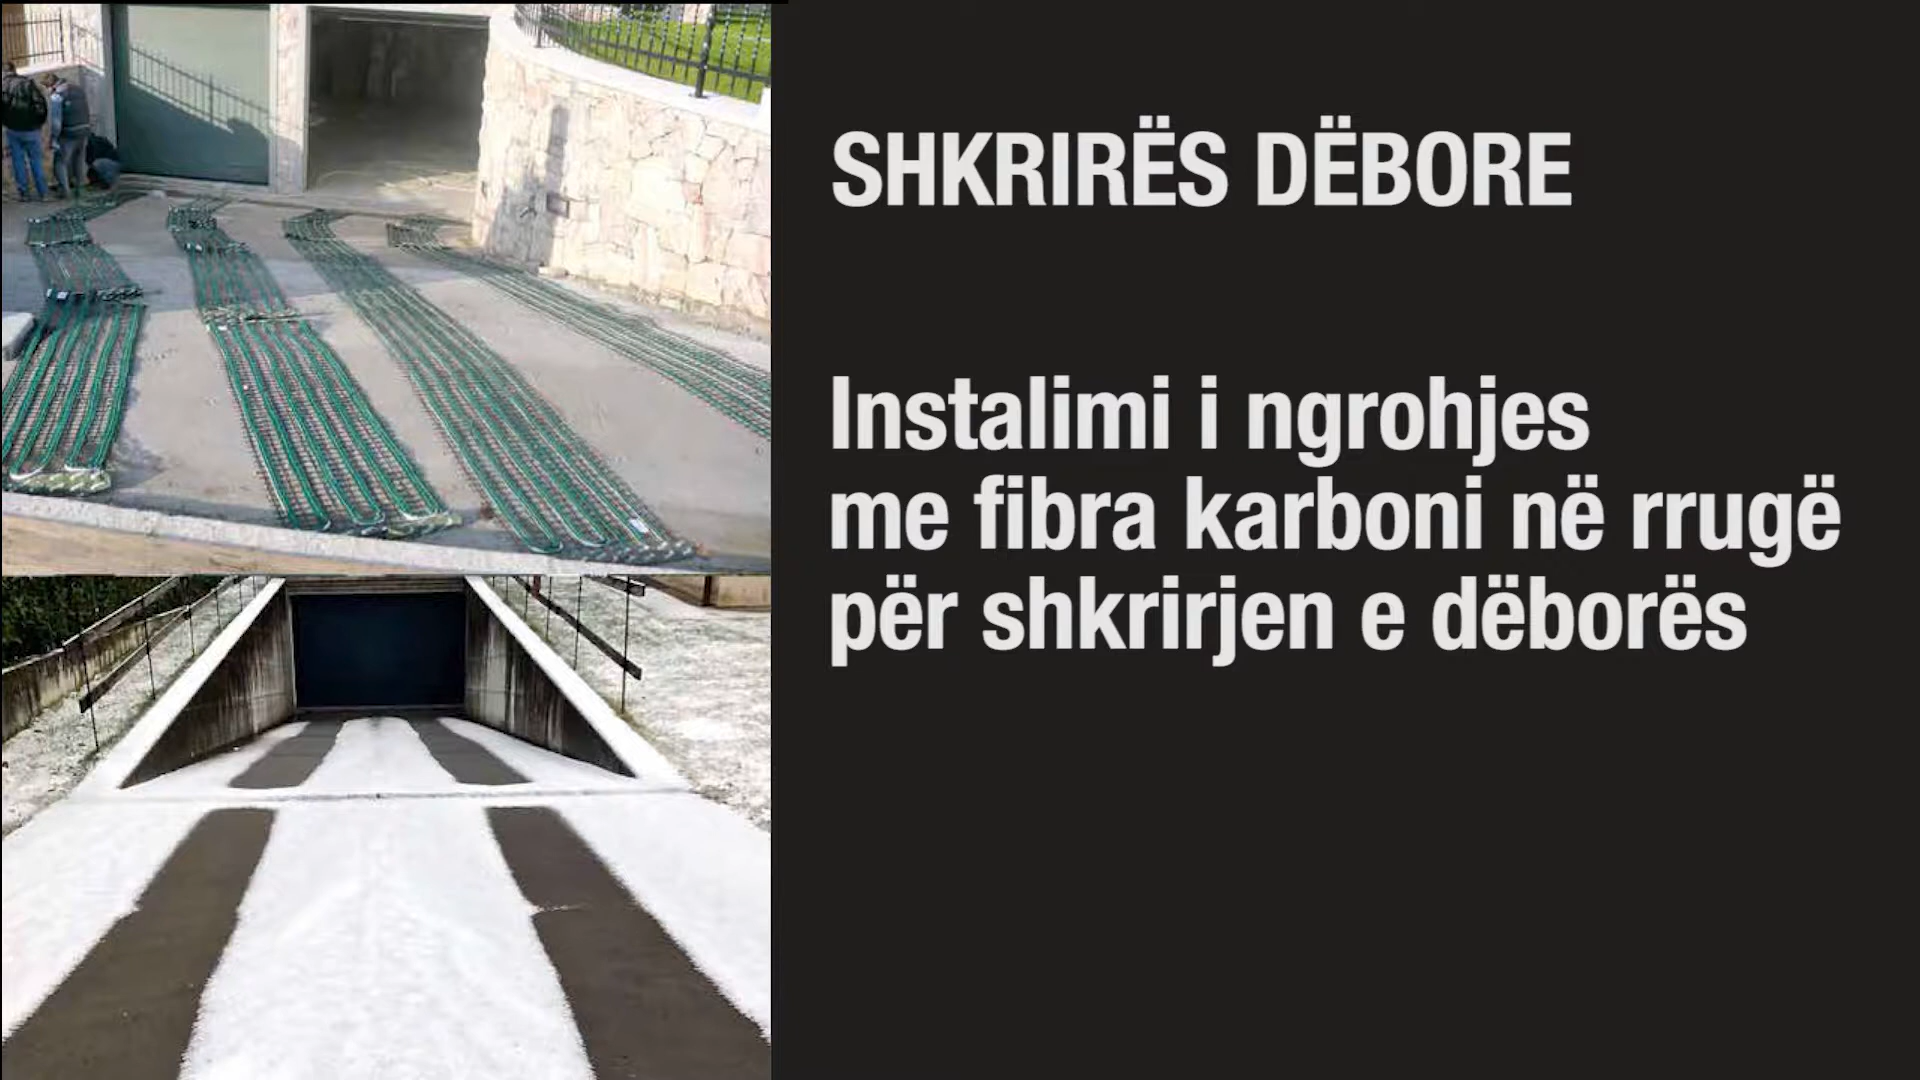 SHKRIRËS DËBORE
Instalimi i ngrohjes
me fibra karboni në rrugë
për shkrirjen e dëborës